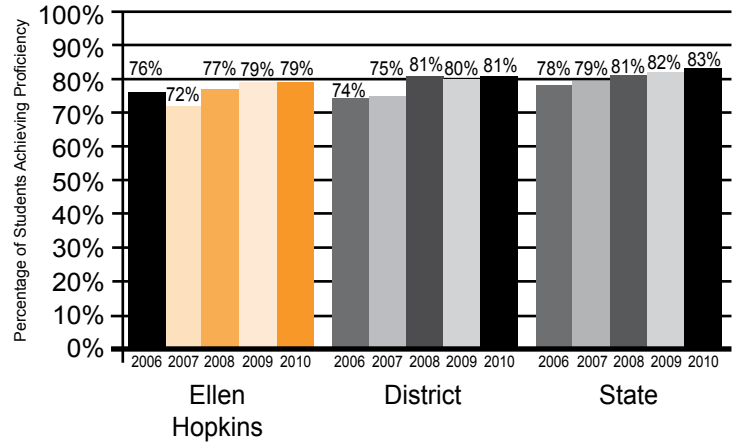 Percentage of Students Achieving Proficiency
100%
90%
80%
70%
60%
50%
40%
30%
20%
10%
0%
76% 72% 77% 79% 79%
74% 75% 81% 80% 81%
78% 79% 81% 82% 83%
2006 2007 2008 2009 2010
2006 2007 2008 2009 2010
2006 2007 2008 2009 2010
Ellen
Hopkins
District
State